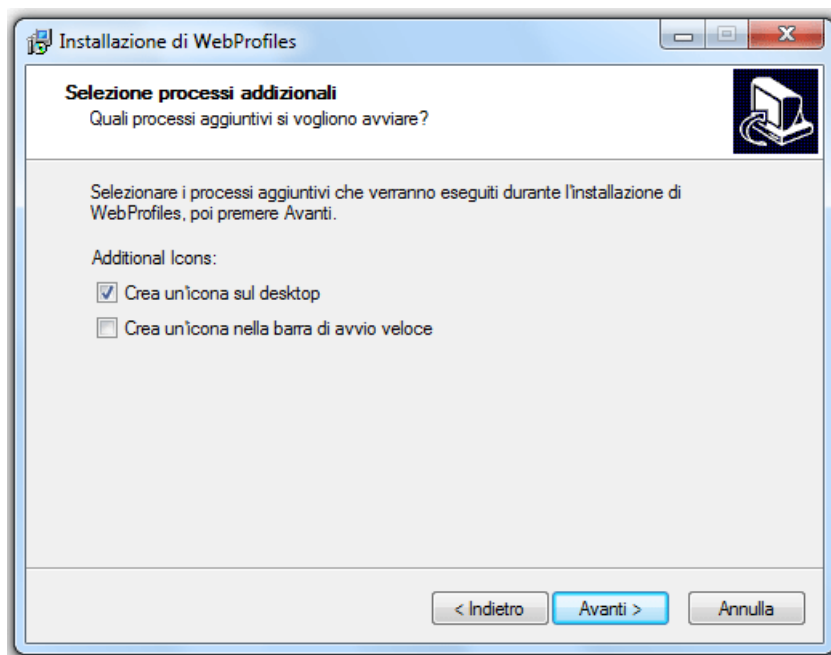 Installazione di WebProfiles
Selezione processi addizionali
Quali processi aggiuntivi si vogliono avviare?
Selezionare i processi aggiuntivi che verranno eseguiti durante l'installazione di
WebProfiles, poi premere Avanti.
Additional Icons:
Crea un'icona sul desktop
Crea un'icona nella barra di avvio veloce
< Indietro
Avanti >
Annulla